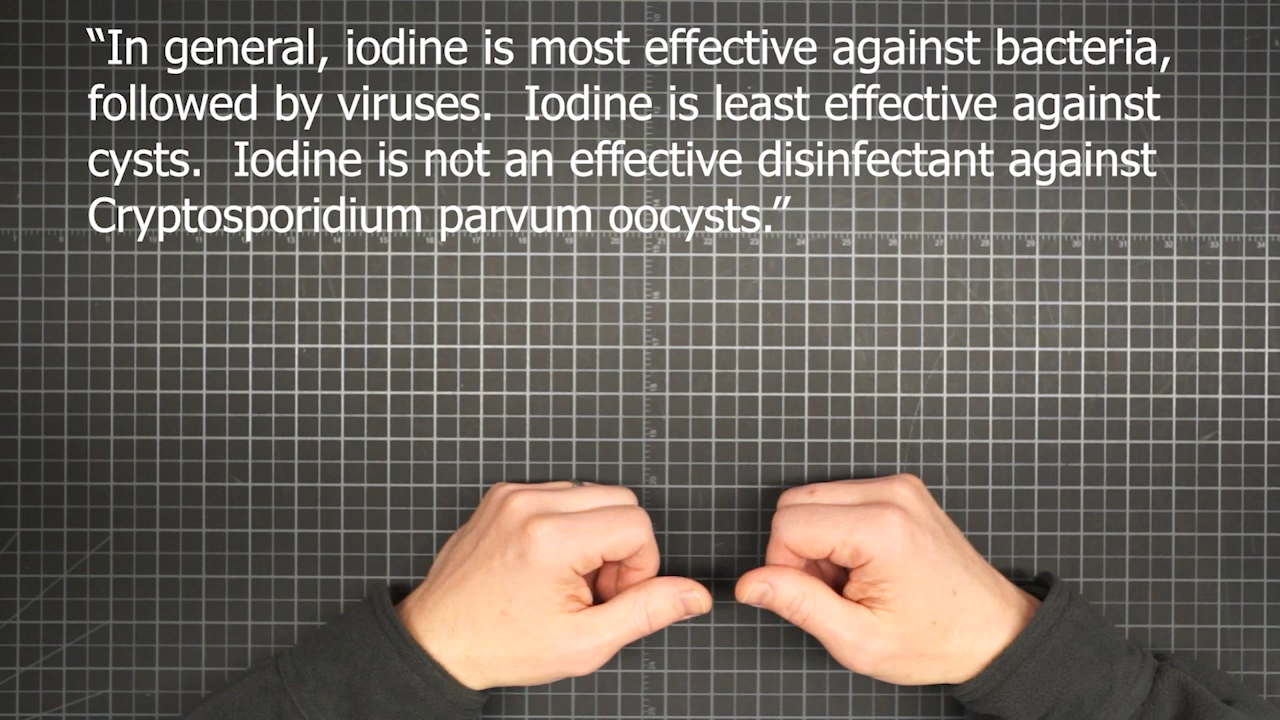 “In general, iodine is most effective against bacteria,
followed by viruses.  Iodine is least effective against
cysts.  Iodine is not an effective disinfectant against
Cryptosporidium parvum oocysts.”